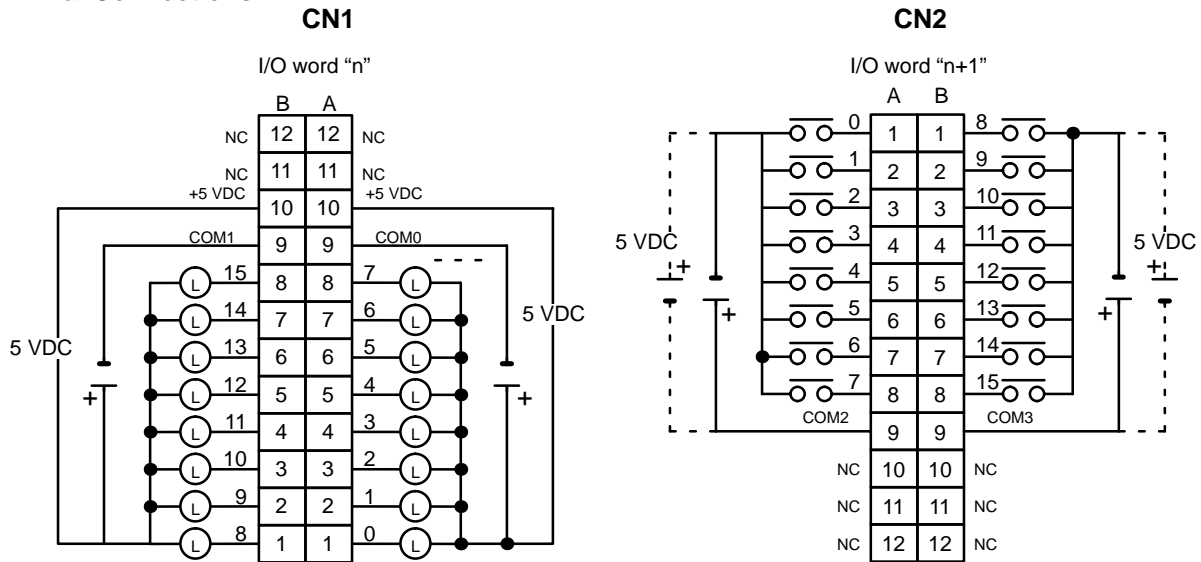 CN1
I/O word “n”
B A
NC 12 12 NC
NC 11 11 NC
+5 VDC 10 10 +5 VDC
COM1 9 9 COM0
L 15 8 8 7 L
L 14 7 7 6 L
L 13 6 6 5 L
L 12 5 5 4 L
L 11 4 4 3 L
L 10 3 3 2 L
L 9 2 2 1 L
L 8 1 1 0 L
5 VDC
+
5 VDC
+
CN2
I/O word “n+1”
A B
0 1 1 8
1 2 2 9
2 3 3 10
3 4 4 11
4 5 5 12
5 6 6 13
6 7 7 14
7 8 8 15
COM2 9 9 COM3
NC 10 10 NC
NC 11 11 NC
NC 12 12 NC
5 VDC
+
+
5 VDC
+
+